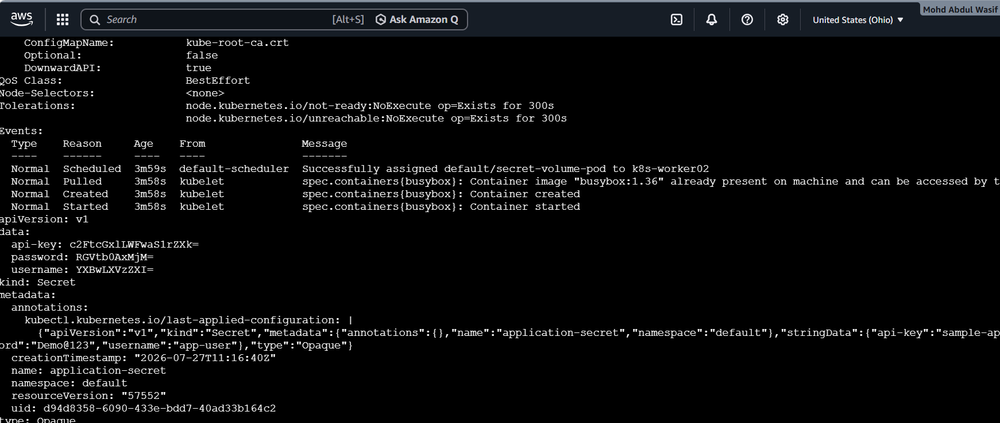 aws Search [Alt+S] Ask Amazon Q United States (Ohio) Mohd Abdul Wasif
ConfigMapName: kube-root-ca.crt
Optional: false
DownwardAPI: true
QoS Class: BestEffort
Node-Selectors: <none>
Tolerations: node.kubernetes.io/not-ready:NoExecute op=Exists for 300s
node.kubernetes.io/unreachable:NoExecute op=Exists for 300s
Events:
Type Reason Age From Message
---- ------ ---- ---- -------
Normal Scheduled 3m59s default-scheduler Successfully assigned default/secret-volume-pod to k8s-worker02
Normal Pulled 3m58s kubelet spec.containers{busybox}: Container image "busybox:1.36" already present on machine and can be accessed by t
Normal Created 3m58s kubelet spec.containers{busybox}: Container created
Normal Started 3m58s kubelet spec.containers{busybox}: Container started
apiVersion: v1
data:
api-key: c2FtcGxlLWFwaS1rZXk=
password: RGVtb0AxMjM=
username: YXBwLXVzZXI=
kind: Secret
metadata:
annotations:
kubectl.kubernetes.io/last-applied-configuration: |
{"apiVersion":"v1","kind":"Secret","metadata":{"annotations":{},"name":"application-secret","namespace":"default"},"stringData":{"api-key":"sample-ap
ord":"Demo@123","username":"app-user"},"type":"Opaque"}
creationTimestamp: "2026-07-27T11:16:40Z"
name: application-secret
namespace: default
resourceVersion: "57552"
uid: d94d8358-6090-433e-bdd7-40ad33b164c2
type: Opaque